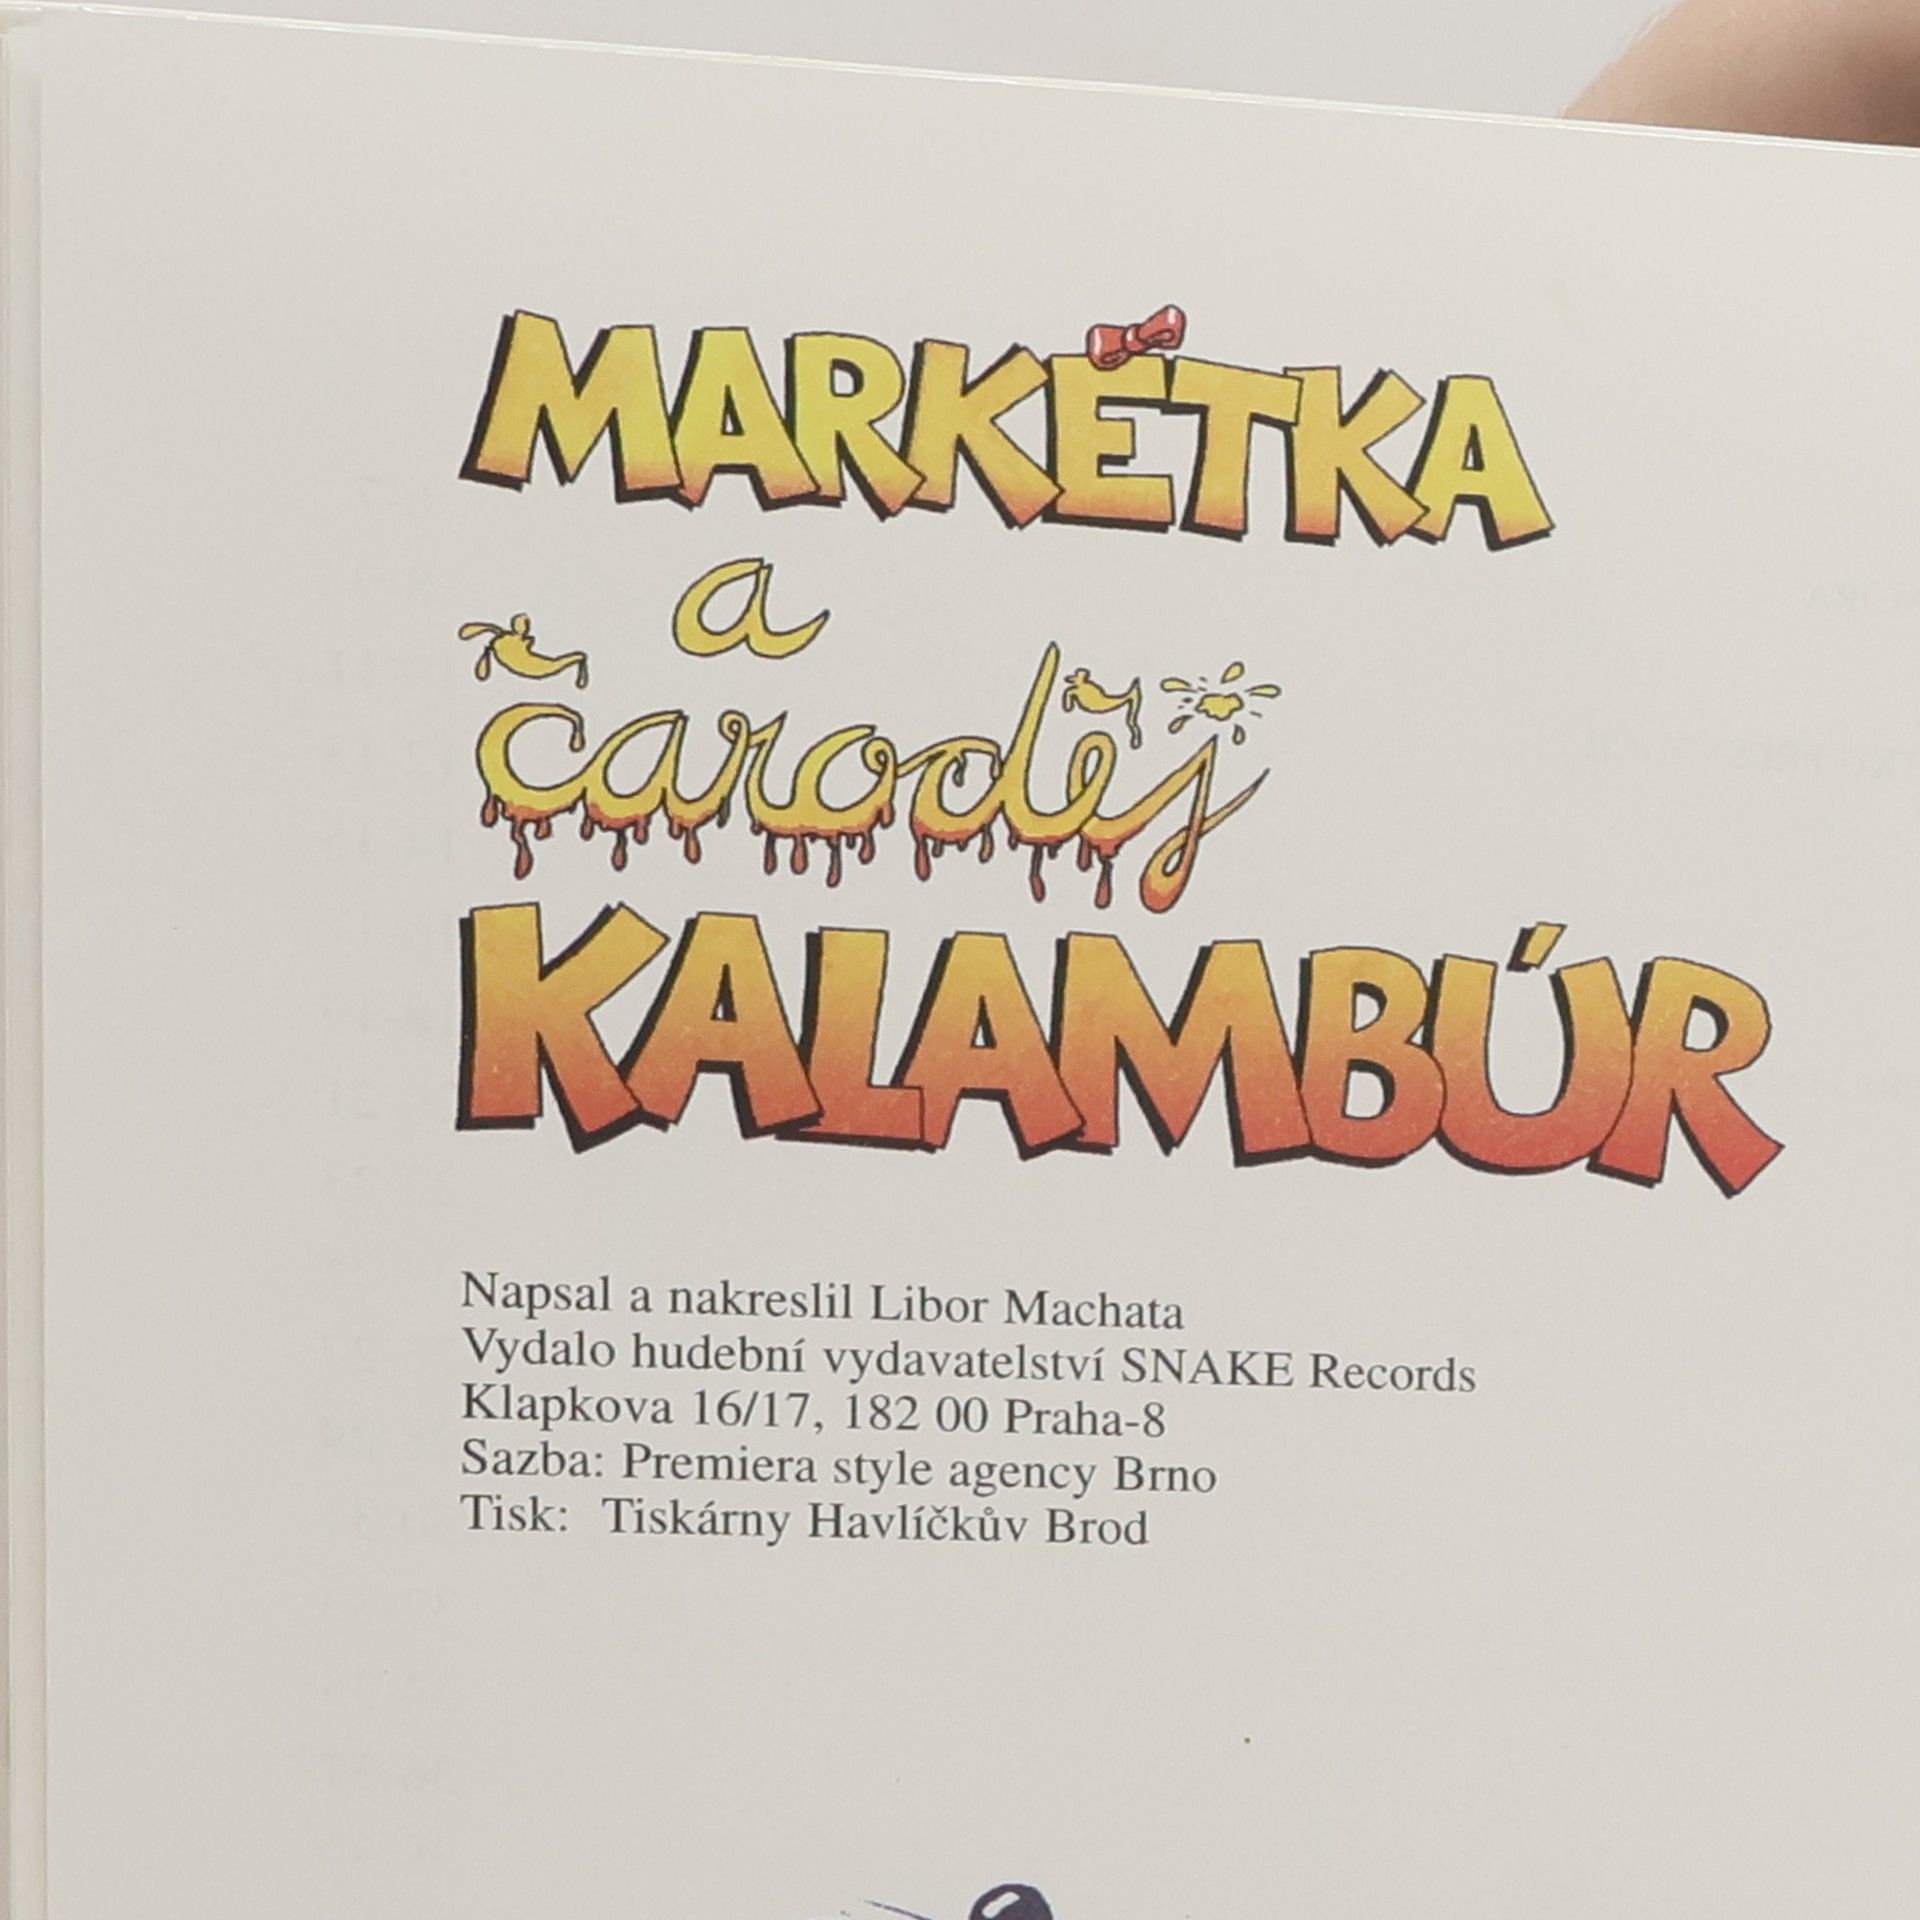 MARKÉTKA
a
čaroděj
KALAMBÚR
Napsal a nakreslil Libor Machata
Vydalo hudební vydavatelství SNAKE Records
Klapkova 16/17, 182 00 Praha-8
Sazba: Premiera style agency Brno
Tisk: Tiskárny Havlíčkův Brod